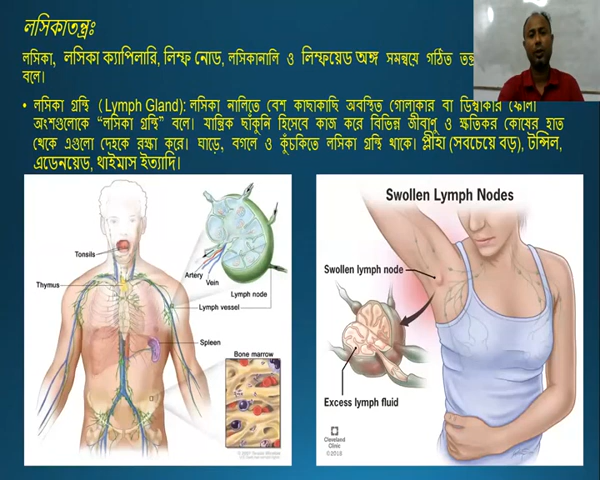 লসিকাতন্ত্রঃ
লসিকা, লসিকা ক্যাপিলারি, লিম্ফ নোড, লসিকানালি ও লিম্ফয়েড অঙ্গ সমন্বয়ে গঠিত
বলে।
• লসিকা গ্রন্থি (Lymph Gland): লসিকা নালিতে বেশ কাছাকাছি অবস্থিত গোলাকার বা ডিম্বাকার ফোলা
অংশগুলোকে “লসিকা গ্রন্থি” বলে। যান্ত্রিক ছাঁকুনি হিসেবে কাজ করে বিভিন্ন জীবাণু ও ক্ষতিকর কোষের হাত
থেকে এগুলো দেহকে রক্ষা করে। ঘাড়ে, বগলে ও কুঁচকিতে লসিকা গ্রন্থি থাকে। প্লীহা (সবচেয়ে বড়), টন্সিল,
এডেনয়েড, থাইমাস ইত্যাদি।
Tonsils
Thymus
Artery
Vein
Lymph node
Lymph vessel
Spleen
Bone marrow
Swollen Lymph Nodes
Swollen lymph node
Excess lymph fluid
Cleveland
Clinic
©2018